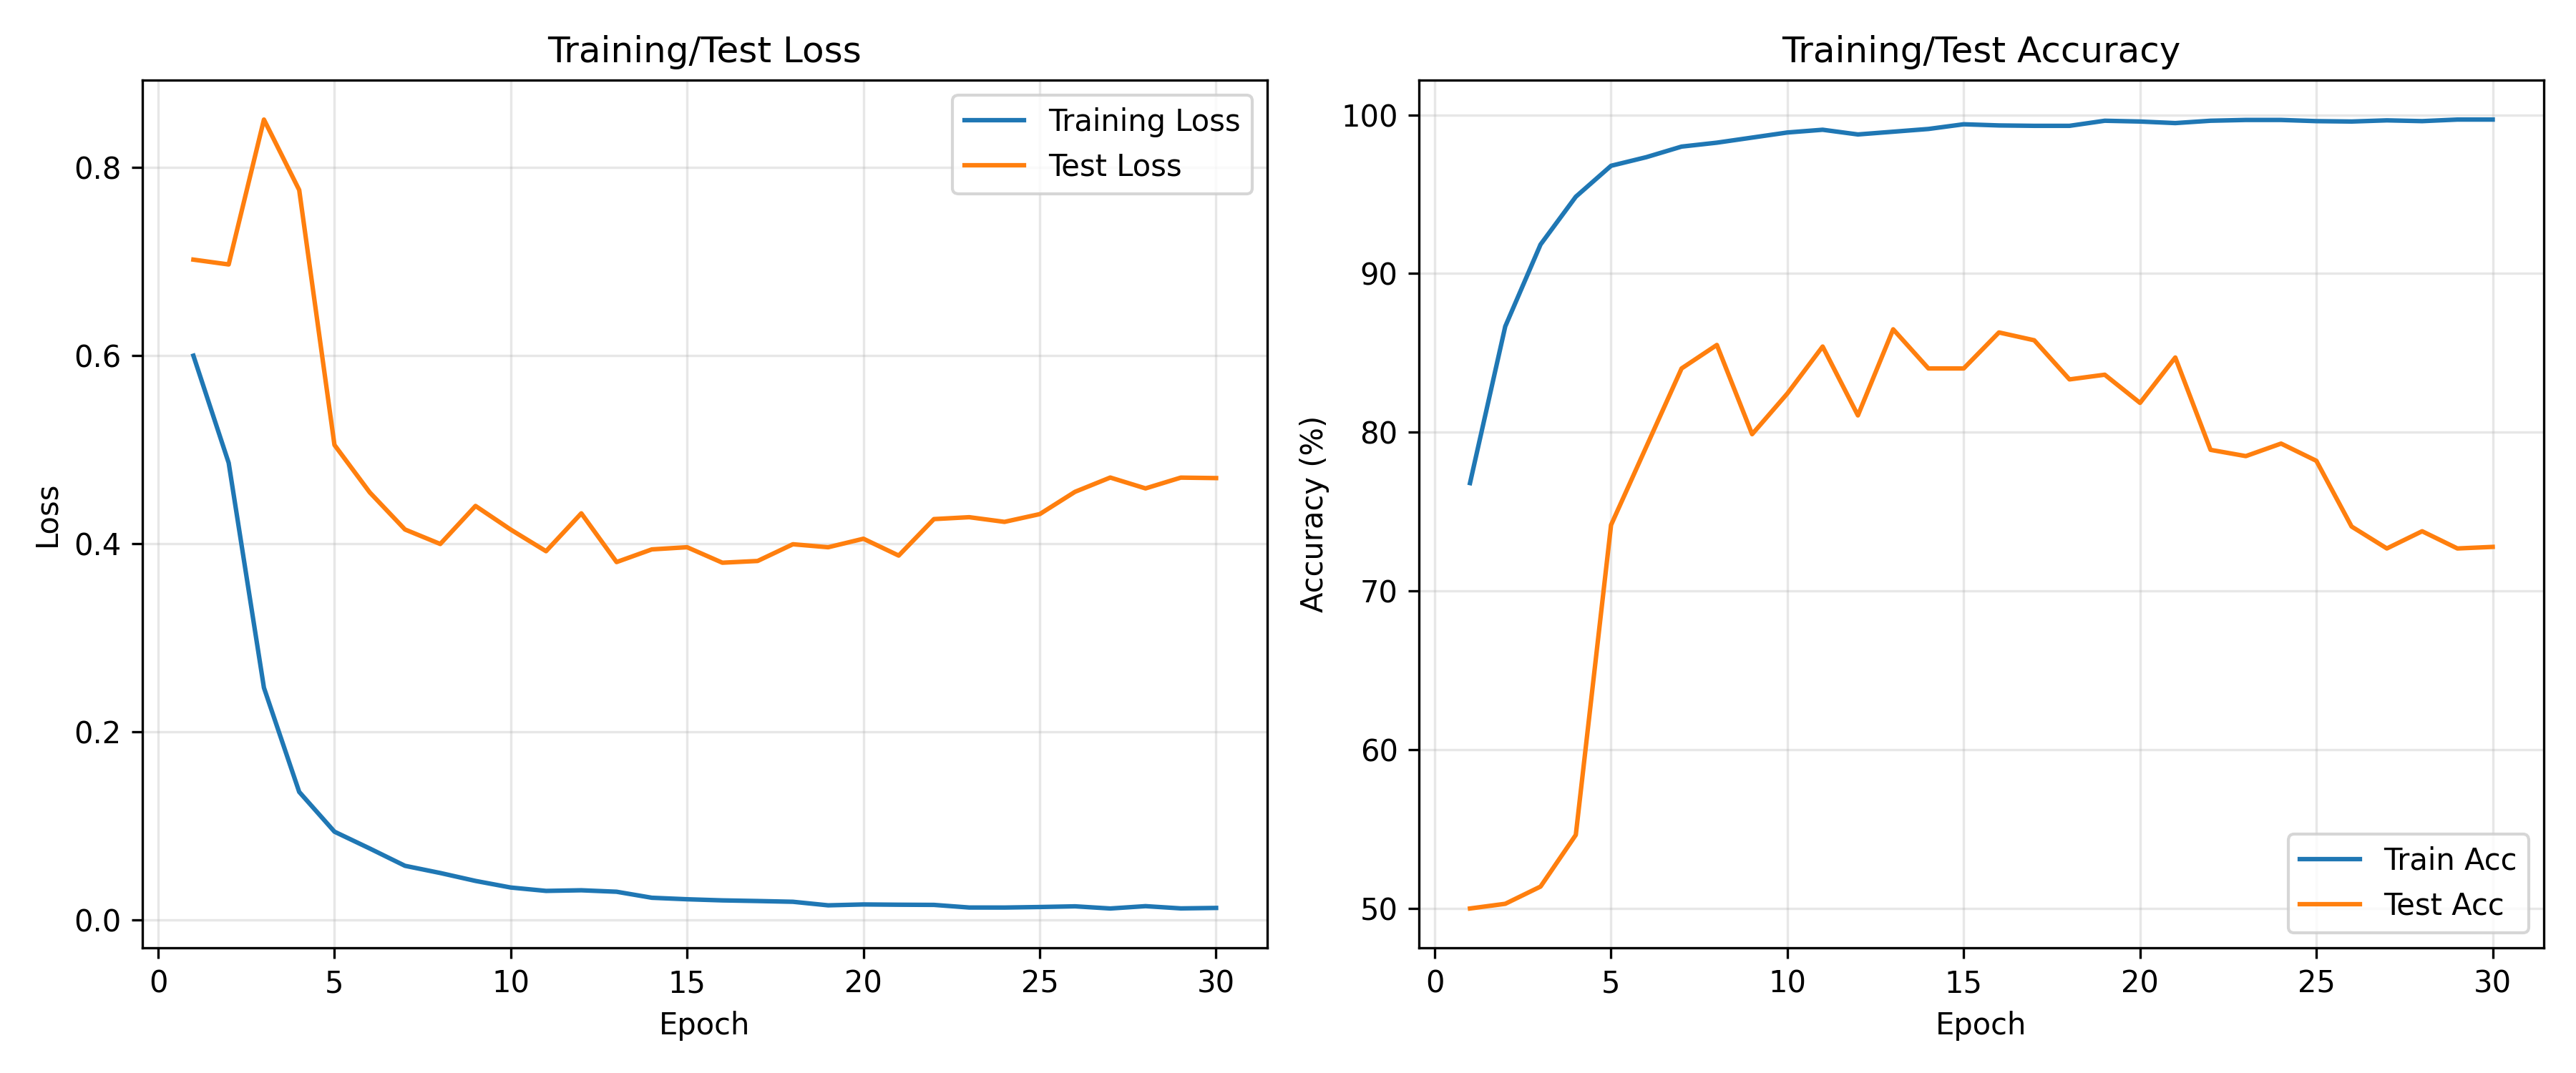 Training/Test Loss
Training Loss
Test Loss
Loss
0.8
0.6
0.4
0.2
0.0
0 5 10 15 20 25 30
Epoch
Training/Test Accuracy
Accuracy (%)
100
90
80
70
60
50
Train Acc
Test Acc
0 5 10 15 20 25 30
Epoch